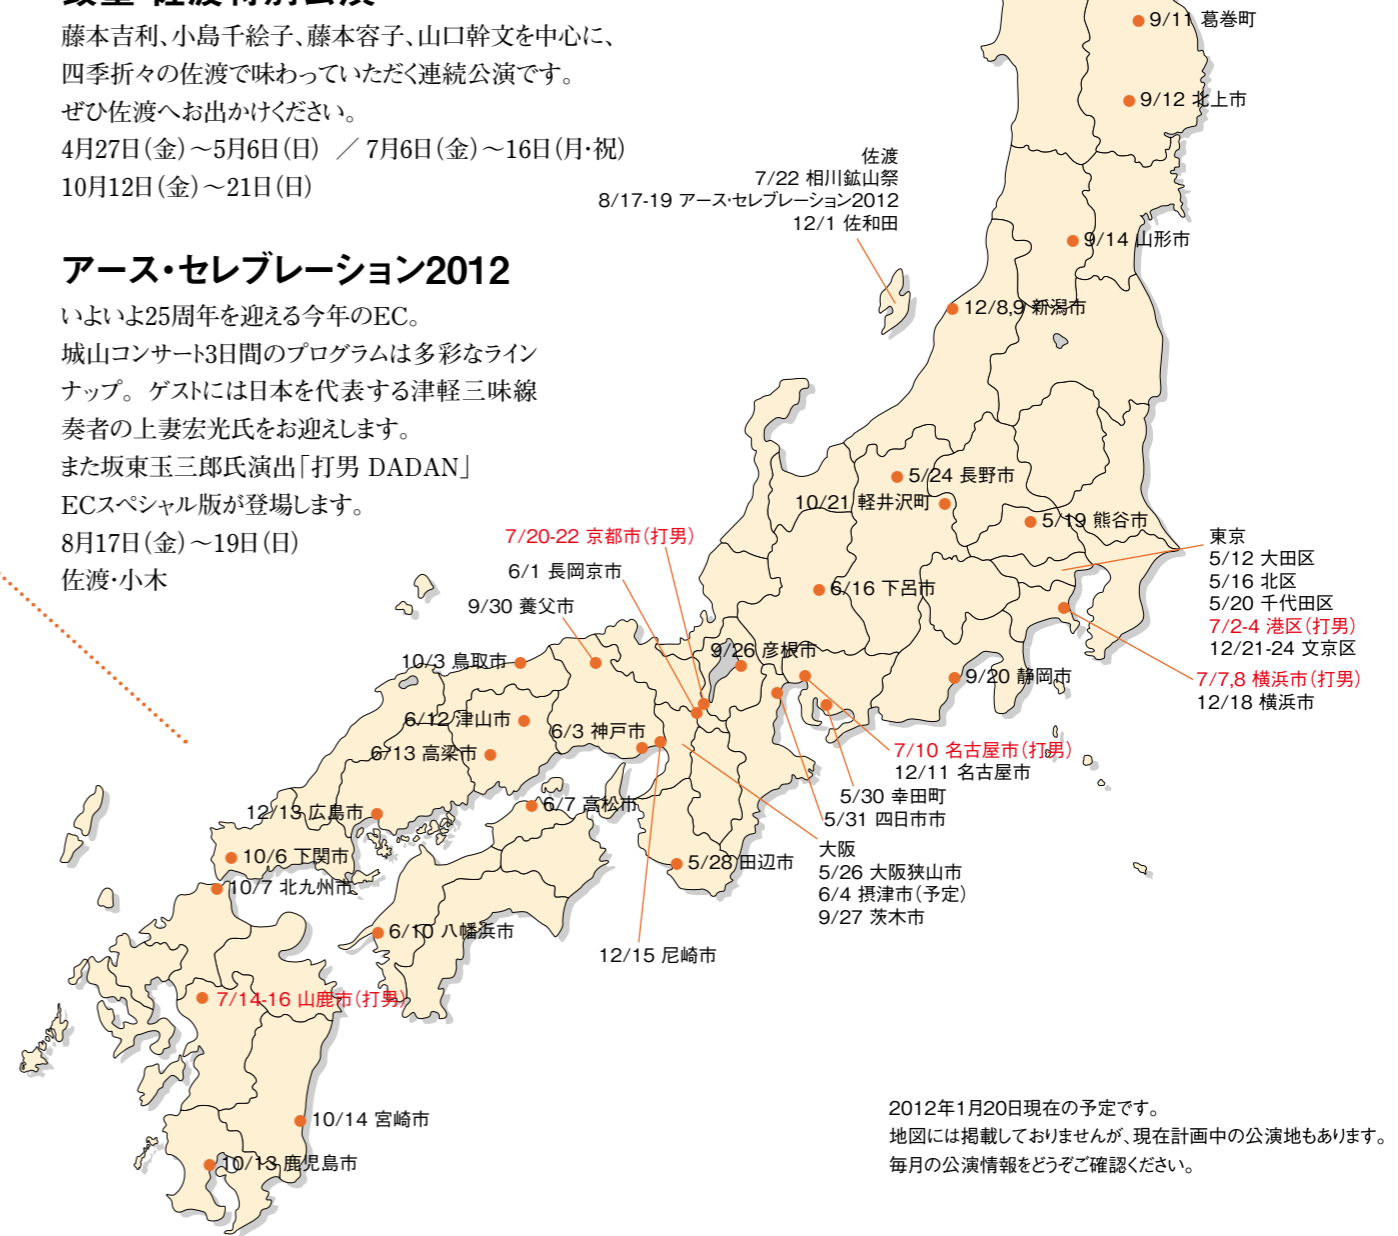 鼓童 佐渡特別公演
藤本吉利、小島千絵子、藤本容子、山口幹文を中心に、
四季折々の佐渡で味わっていただく連続公演です。
ぜひ佐渡へお出かけください。
4月27日（金）～5月6日（日） ／ 7月6日（金）～16日（月・祝）
10月12日（金）～21日（日）
アース・セレブレーション2012
いよいよ25周年を迎える今年のEC。
城山コンサート3日間のプログラムは多彩なライン
ナップ。ゲストには日本を代表する津軽三味線
奏者の上妻宏光氏をお迎えします。
また坂東玉三郎氏演出「打男 DADAN」
ECスペシャル版が登場します。
8月17日（金）～19日（日）
佐渡・小木
9/11 葛巻町
9/12 北上市
佐渡
7/22 相川鉱山祭
8/17-19 アース・セレブレーション2012
12/1 佐和田
9/14 山形市
12/8,9 新潟市
5/24 長野市
10/21 軽井沢町
5/19 熊谷市
東京
5/12 大田区
5/16 北区
5/20 千代田区
7/2-4 港区（打男）
12/21-24 文京区
7/7,8 横浜市（打男）
12/18 横浜市
7/20-22 京都市（打男）
6/1 長岡京市
9/30 養父市
10/3 鳥取市
6/16 下呂市
9/26 彦根市
9/20 静岡市
6/12 津山市
6/3 神戸市
6/13 高梁市
7/10 名古屋市（打男）
12/11 名古屋市
5/30 幸田町
5/31 四日市市
12/13 広島市
6/7 高松市
10/6 下関市
5/28 田辺市
大阪
5/26 大阪狭山市
6/4 摂津市（予定）
9/27 茨木市
10/7 北九州市
6/10 八幡浜市
12/15 尼崎市
7/14-16 山鹿市（打男）
10/14 宮崎市
10/13 鹿児島市
2012年1月20日現在の予定です。
地図には掲載しておりませんが、現在計画中の公演地もあります。
毎月の公演情報をどうぞご確認ください。